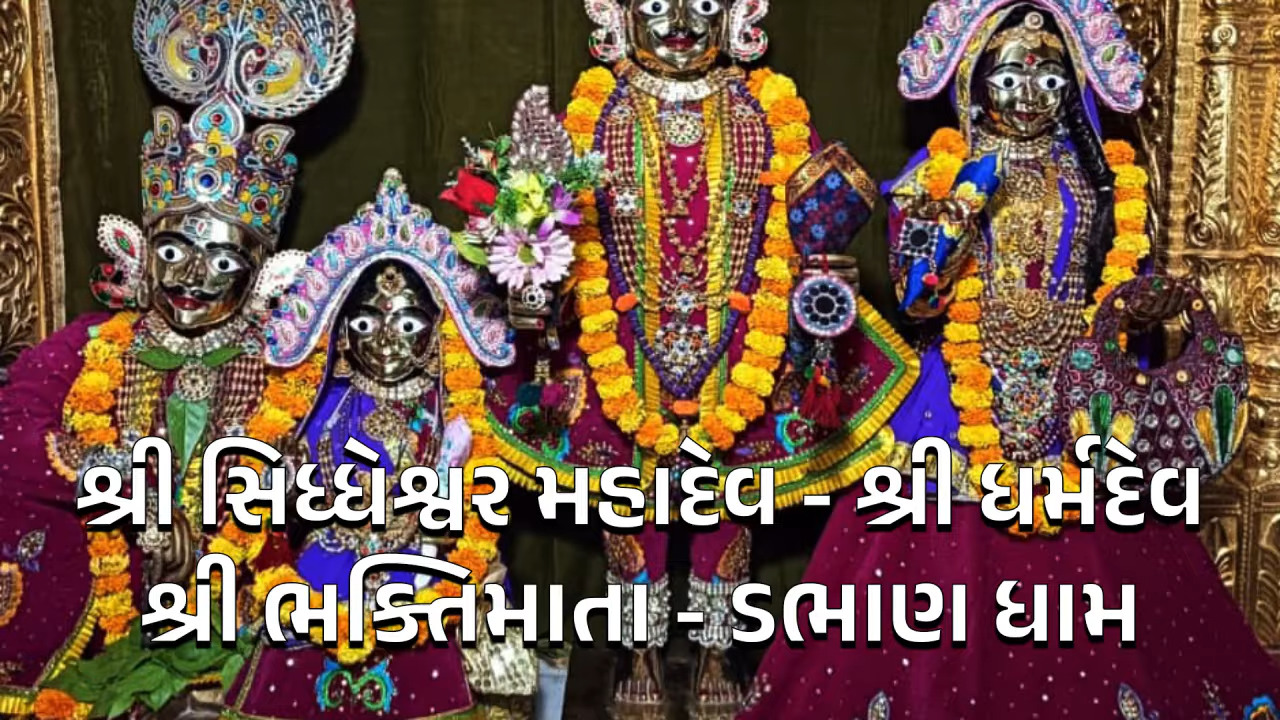 શ્રી સિધ્ધેશ્વર મહાદેવ - શ્રી ધર્મદેવ
શ્રી ભક્તિમાતા - ડભાણ ધામ